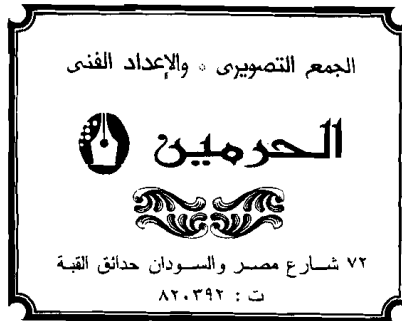 الجمع التصويرى * والإعداد الفنى
الحرمين
٧٢ شارع مصر والسودان حدائق القبة
ت : ٨٢٠٣٩٢